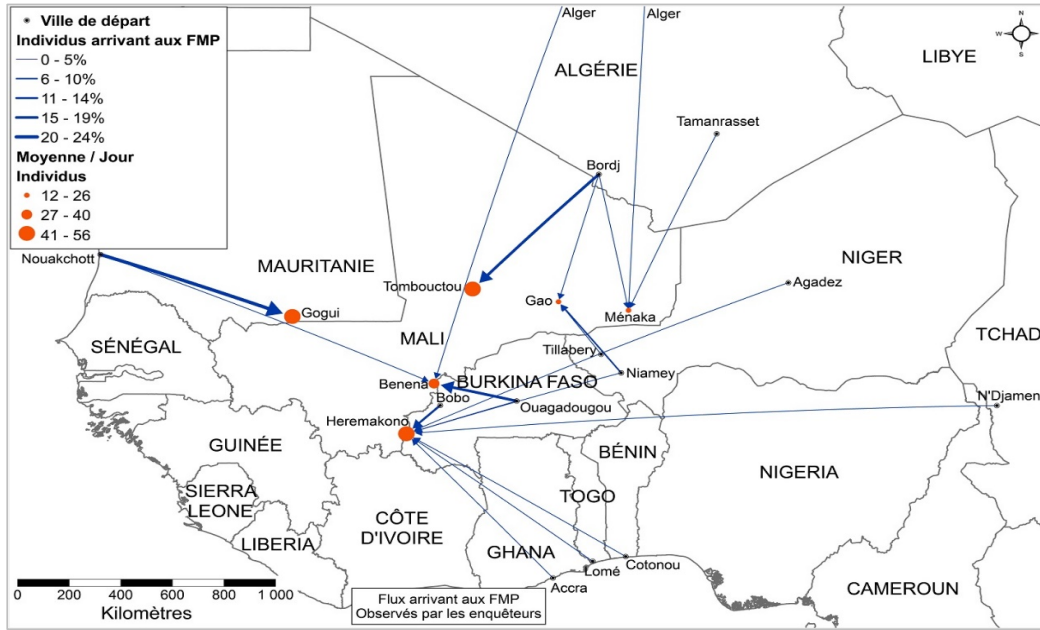 Ville de départ
Individus arrivant aux FMP
0 - 5%
6 - 10%
11 - 14%
15 - 19%
20 - 24%
Moyenne / Jour
Individus
12 - 26
27 - 40
41 - 56
Alger
Alger
N
W
E
S
ALGÉRIE
LIBYE
Tamanrasset
Bordj
Nouakchott
MAURITANIE
NIGER
Tombouctou
Agadez
Gogui
Gao
Ménaka
MALI
TCHAD
SÉNÉGAL
Tillabery
Niamey
Benena
BURKINA FASO
Bobo
Ouagadougou
N'Djamen
Heremakono
GUINÉE
BÉNIN
NIGERIA
SIERRA
LEONE
TOGO
CÔTE
D'IVOIRE
LIBERIA
GHANA
Lomé
Cotonou
Accra
CAMEROUN
0 200 400 600 800 1 000
Kilomètres
Flux arrivant aux FMP
Observés par les enquêteurs